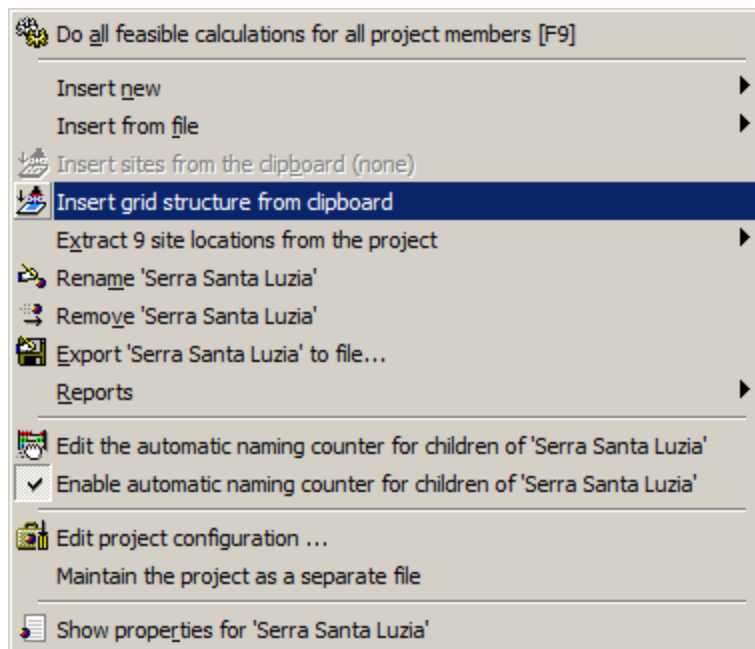 Do all feasible calculations for all project members [F9]
Insert new
Insert from file
Insert sites from the clipboard (none)
Insert grid structure from clipboard
Extract 9 site locations from the project
Rename 'Serra Santa Luzia'
Remove 'Serra Santa Luzia'
Export 'Serra Santa Luzia' to file...
Reports
Edit the automatic naming counter for children of 'Serra Santa Luzia'
Enable automatic naming counter for children of 'Serra Santa Luzia'
Edit project configuration ...
Maintain the project as a separate file
Show properties for 'Serra Santa Luzia'